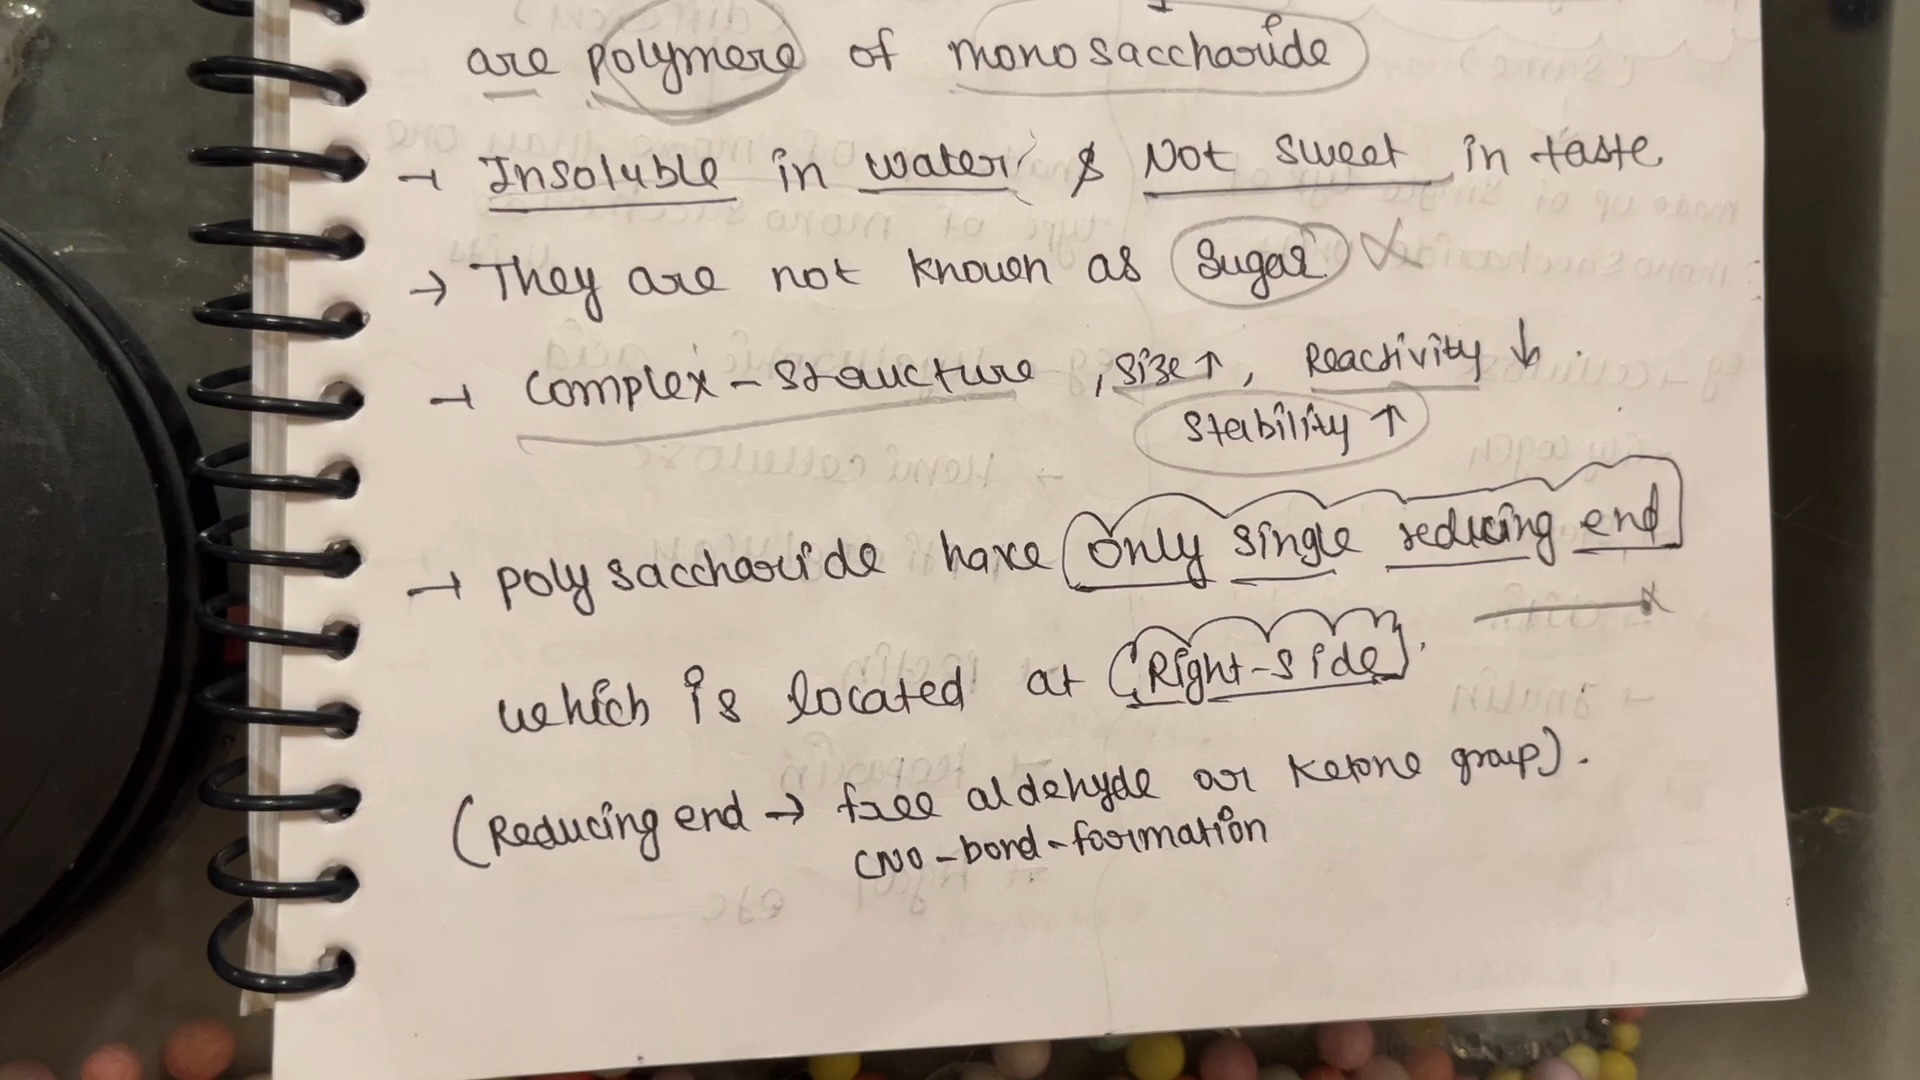 are polymere of monosaccharide
→ Insoluble in water & Not sweet in taste
→ They are not known as Sugar ×
→ Complex - structure, size ↑, Reactivity ↓.
Stability ↑
→ polysaccharide have only single reducing end
which is located at (Right-side).
(Reducing end → free aldehyde or ketone group).
(No - bond - formation